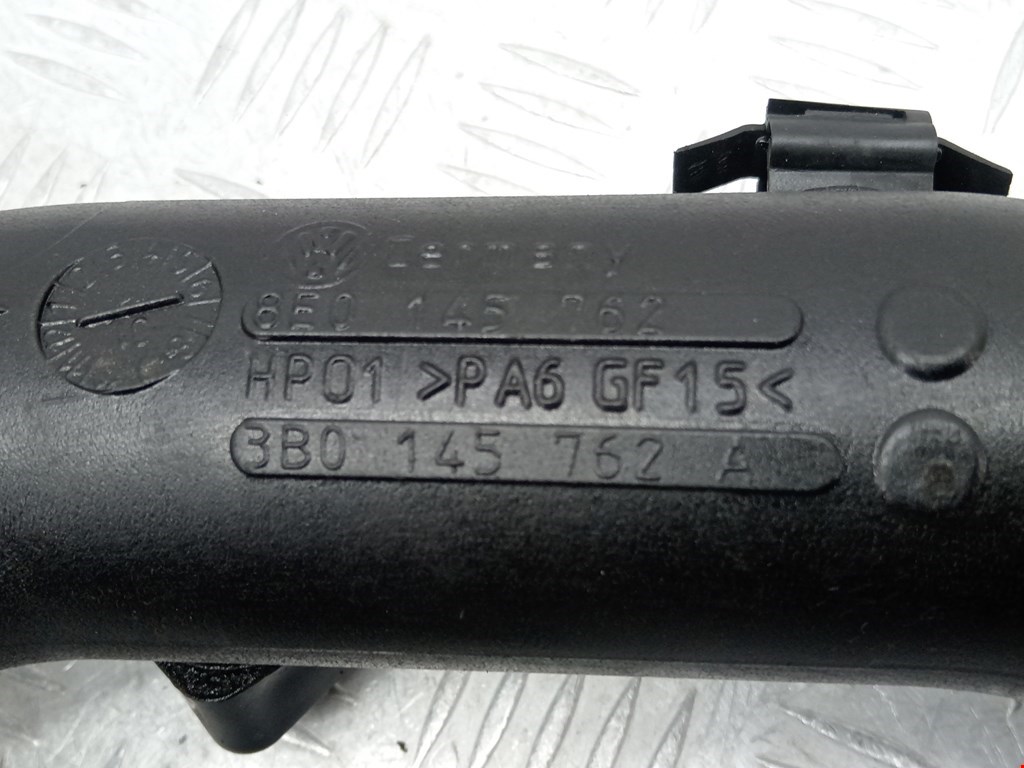 Germany
8E0 145 762
HP01 >PA6 GF15<
3B0 145 762 A